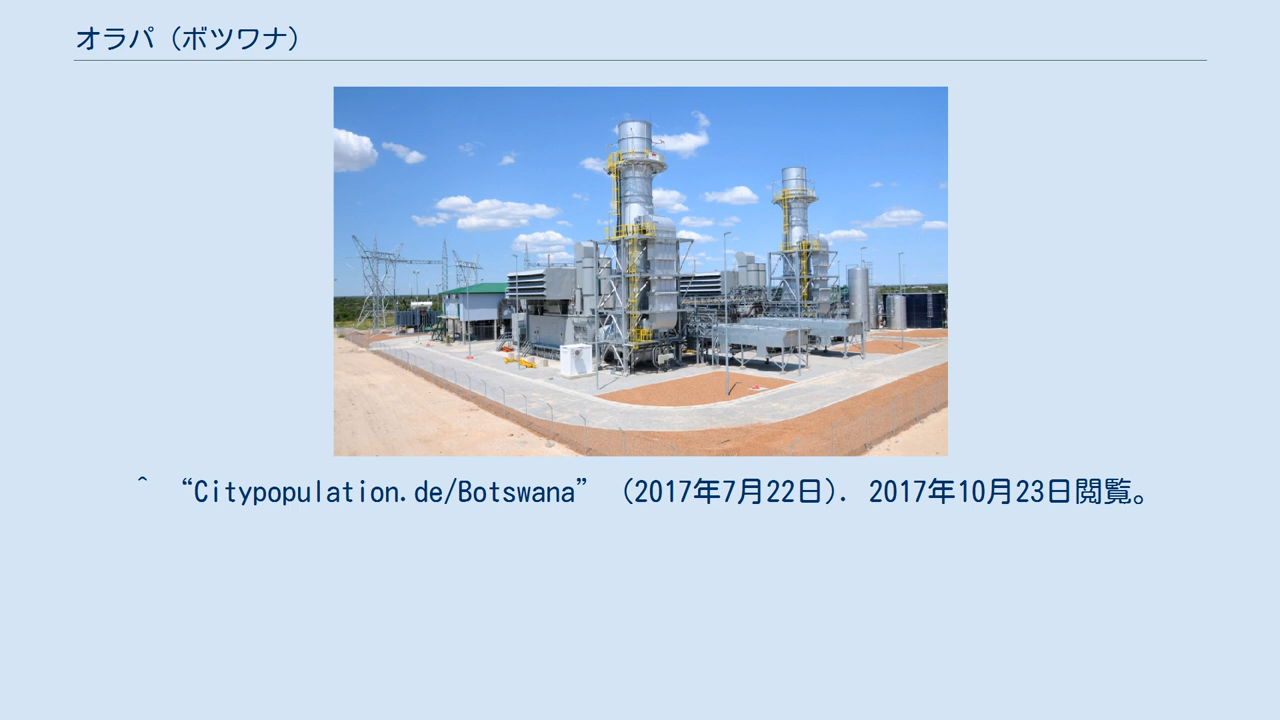 オラパ（ボツワナ）
^ “Citypopulation.de/Botswana” （2017年7月22日）. 2017年10月23日閲覧。